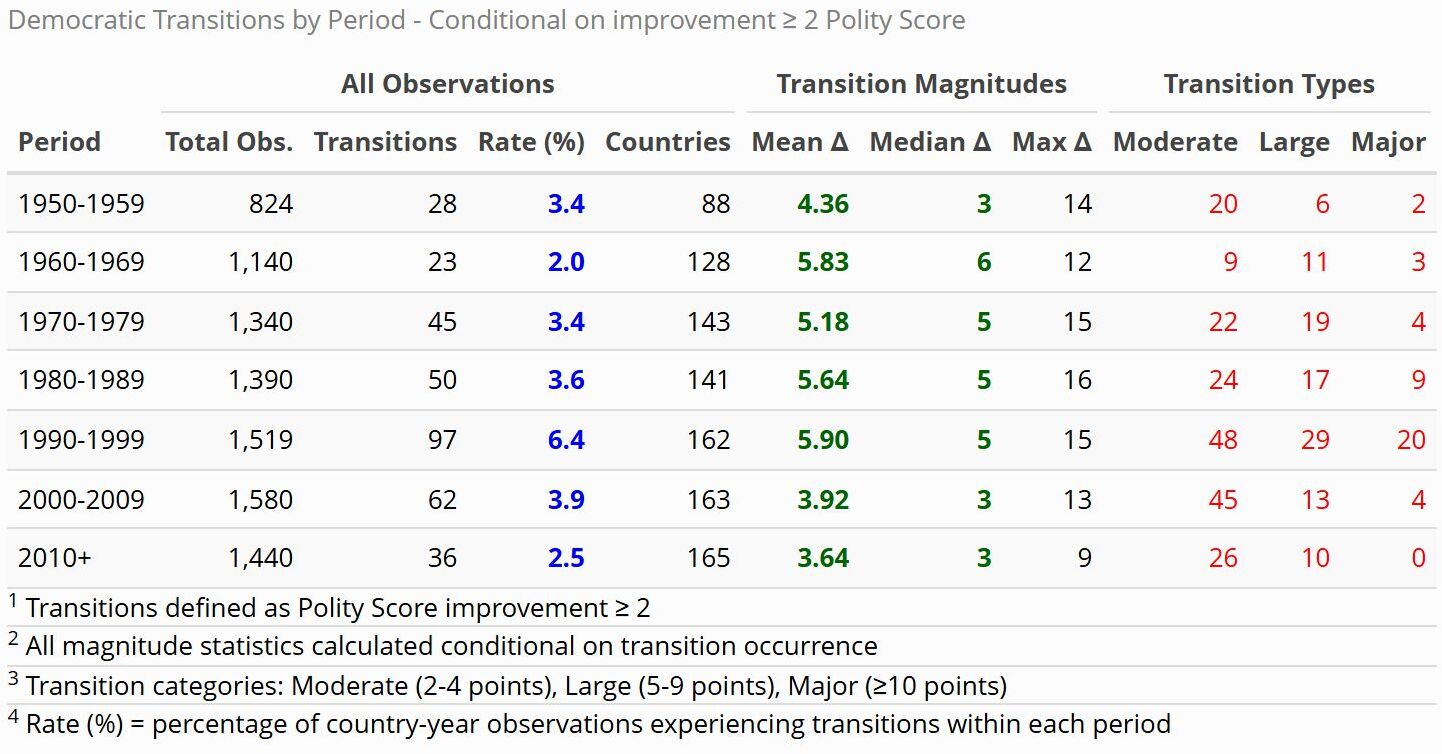 Democratic Transitions by Period - Conditional on improvement ≥ 2 Polity Score
All Observations Transition Magnitudes Transition Types
Period Total Obs. Transitions Rate (%) Countries Mean Δ Median Δ Max Δ Moderate Large Major
1950-1959 824 28 3.4 88 4.36 3 14 20 6 2
1960-1969 1,140 23 2.0 128 5.83 6 12 9 11 3
1970-1979 1,340 45 3.4 143 5.18 5 15 22 19 4
1980-1989 1,390 50 3.6 141 5.64 5 16 24 17 9
1990-1999 1,519 97 6.4 162 5.90 5 15 48 29 20
2000-2009 1,580 62 3.9 163 3.92 3 13 45 13 4
2010+ 1,440 36 2.5 165 3.64 3 9 26 10 0
1 Transitions defined as Polity Score improvement ≥ 2
2 All magnitude statistics calculated conditional on transition occurrence
3 Transition categories: Moderate (2-4 points), Large (5-9 points), Major (≥10 points)
4 Rate (%) = percentage of country-year observations experiencing transitions within each period